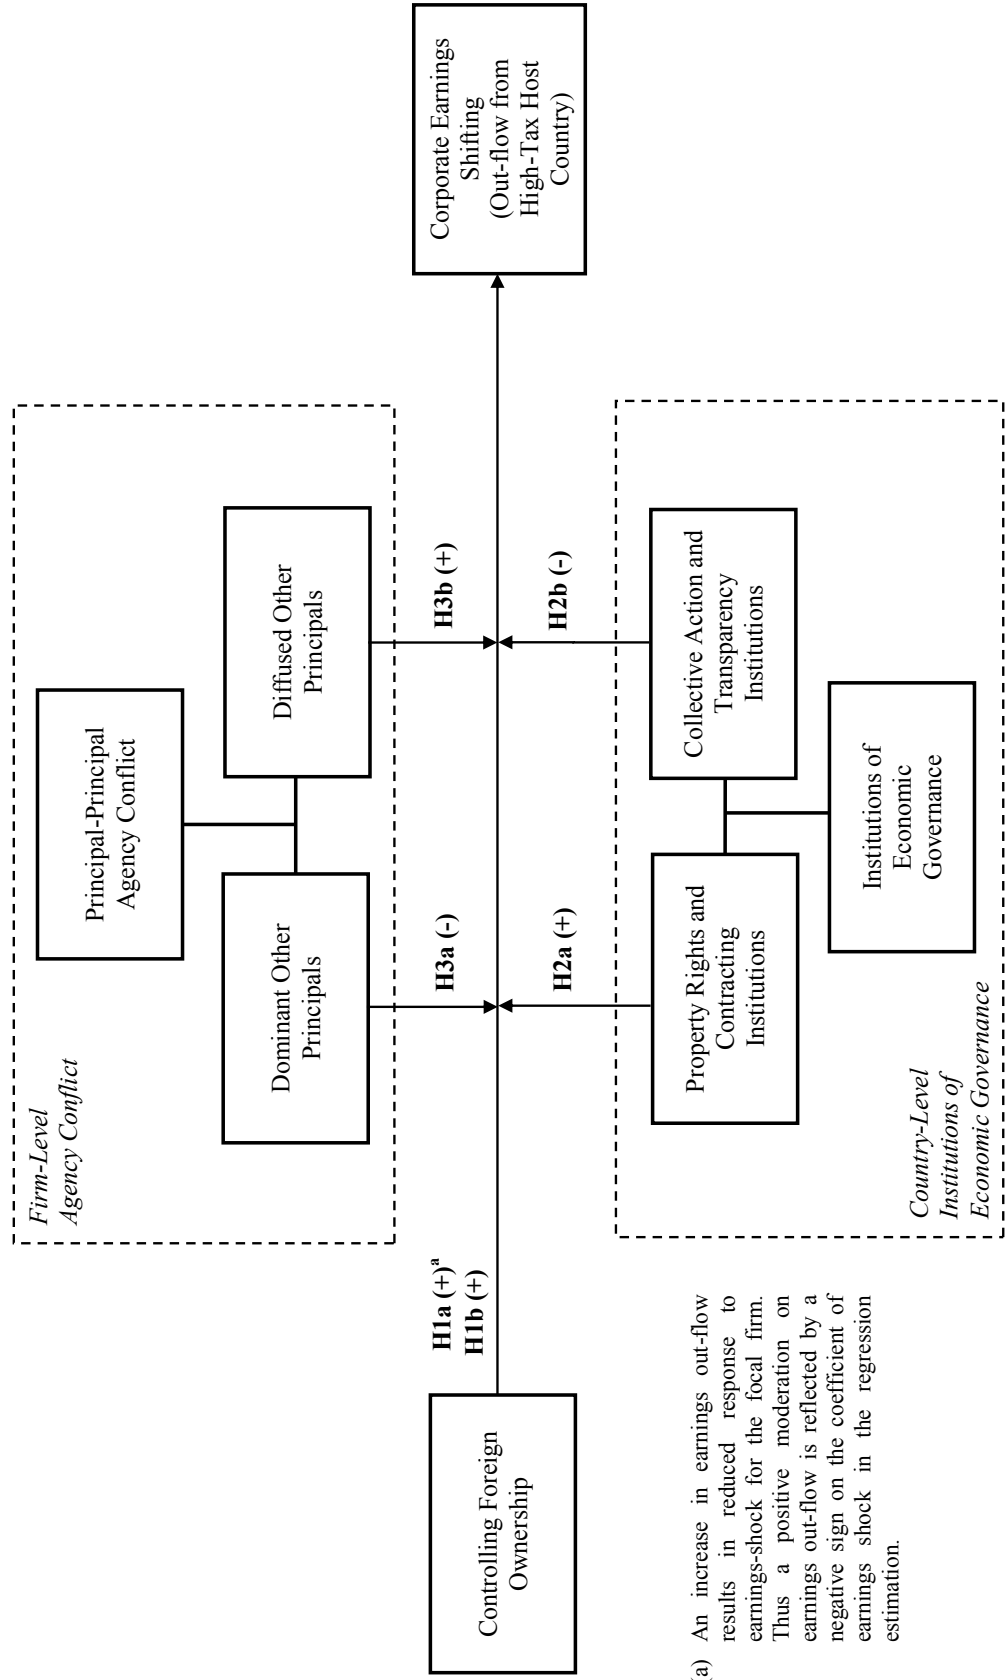 Firm-Level
Agency Conflict
Principal-Principal
Agency Conflict
Dominant Other
Principals
Diffused Other
Principals
H3a (-)
H3b (+)
H1a (+)ᵃ
H1b (+)
Controlling Foreign
Ownership
Corporate Earnings
Shifting
(Out-flow from
High-Tax Host
Country)
H2a (+)
H2b (-)
Property Rights and
Contracting
Institutions
Collective Action and
Transparency
Institutions
Institutions of
Economic
Governance
Country-Level
Institutions of
Economic Governance
(a) An increase in earnings out-flow
results in reduced response to
earnings-shock for the focal firm.
Thus a positive moderation on
earnings out-flow is reflected by a
negative sign on the coefficient of
earnings shock in the regression
estimation.